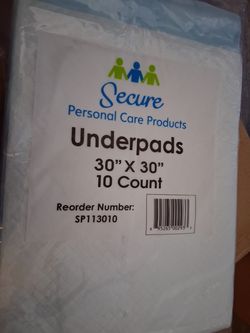 Secure
Personal Care Products
Underpads
30" X 30"
10 Count
Reorder Number:
SP113010